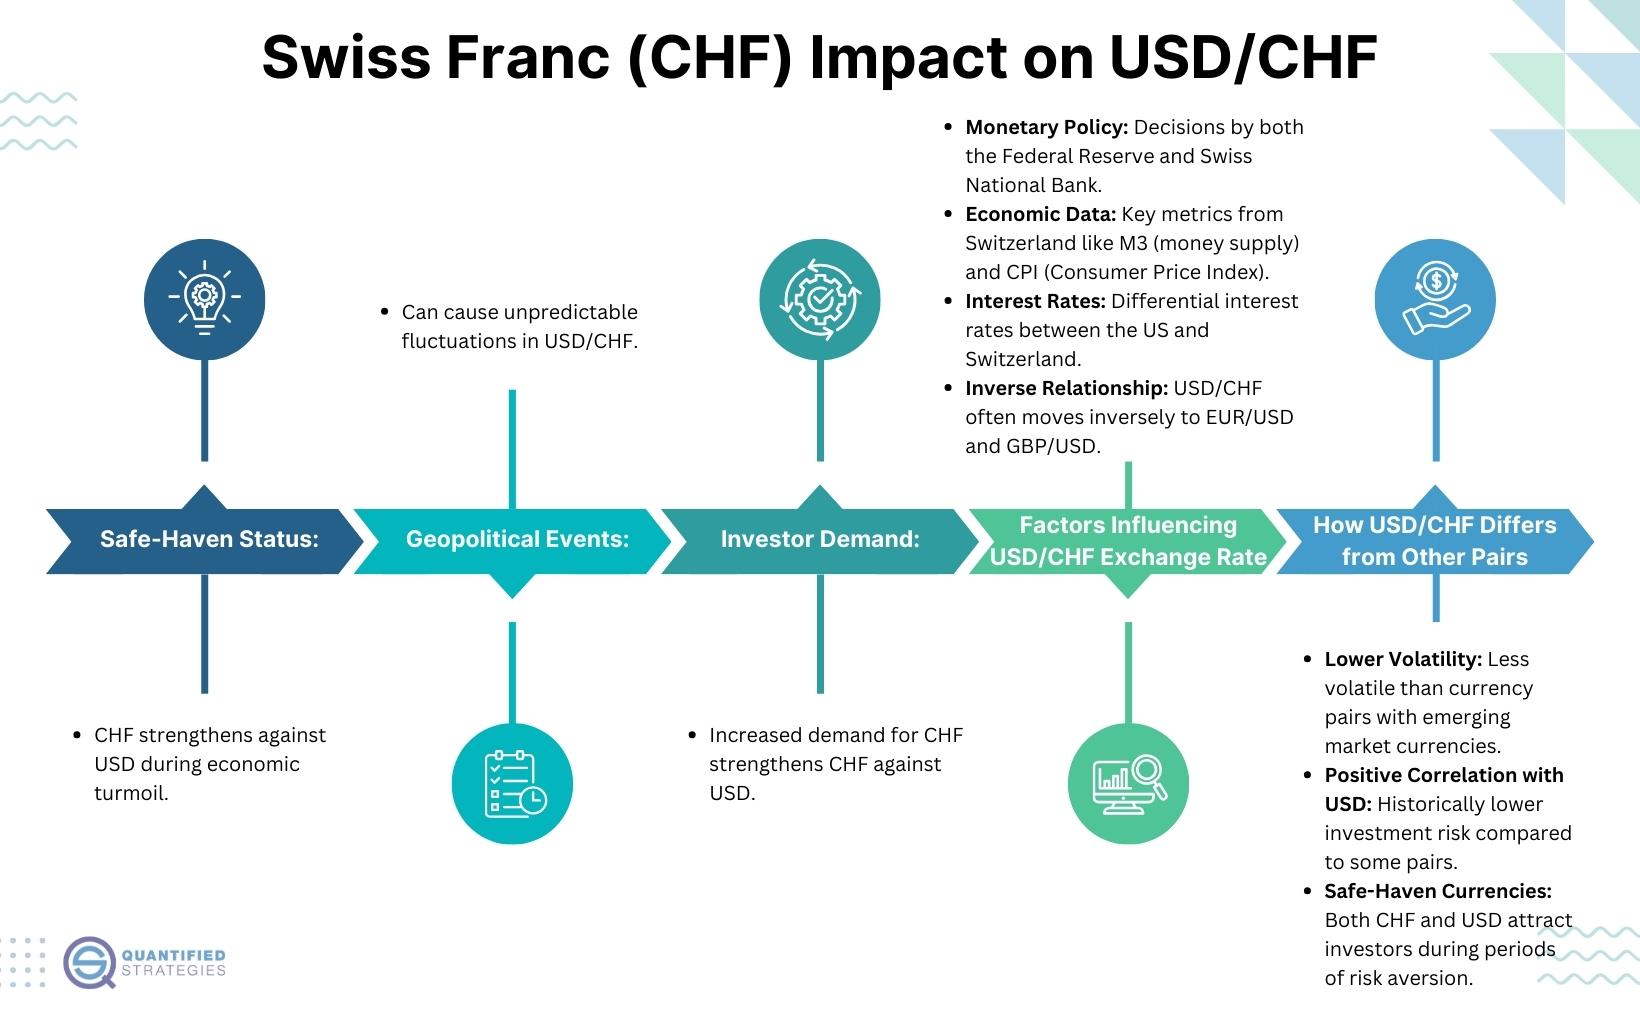 Swiss Franc (CHF) Impact on USD/CHF
Safe-Haven Status:
• CHF strengthens against
USD during economic
turmoil.
• Can cause unpredictable
fluctuations in USD/CHF.
Geopolitical Events:
Investor Demand:
• Increased demand for CHF
strengthens CHF against
USD.
• Monetary Policy: Decisions by both
the Federal Reserve and Swiss
National Bank.
• Economic Data: Key metrics from
Switzerland like M3 (money supply)
and CPI (Consumer Price Index).
• Interest Rates: Differential interest
rates between the US and
Switzerland.
• Inverse Relationship: USD/CHF
often moves inversely to EUR/USD
and GBP/USD.
Factors Influencing
USD/CHF Exchange Rate
How USD/CHF Differs
from Other Pairs
• Lower Volatility: Less
volatile than currency
pairs with emerging
market currencies.
• Positive Correlation with
USD: Historically lower
investment risk compared
to some pairs.
• Safe-Haven Currencies:
Both CHF and USD attract
investors during periods
of risk aversion.
QUANTIFIED
STRATEGIES